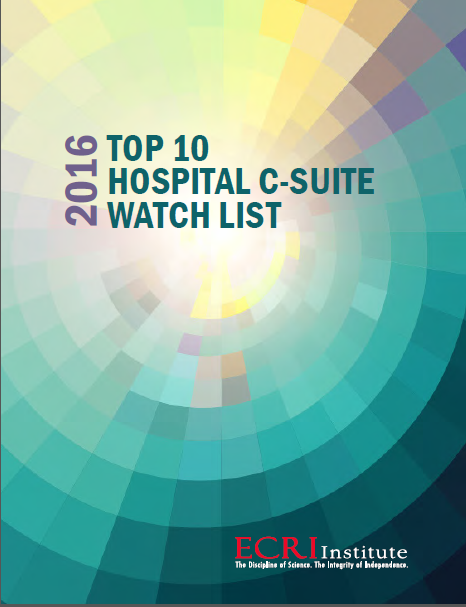 2016
TOP 10
HOSPITAL C-SUITE
WATCH LIST
ECRI Institute
The Discipline of Science. The Integrity of Independence.